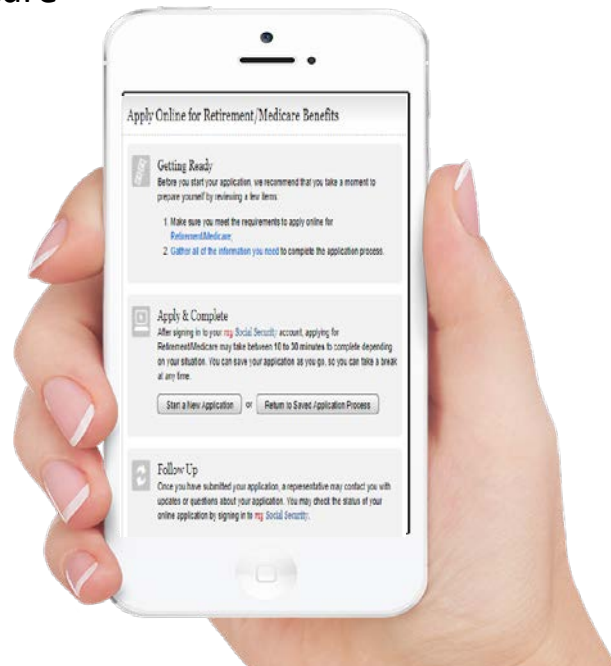 Apply Online for Retirement/Medicare Benefits
Getting Ready
Before you start your application, we recommend that you take a moment to
prepare yourself by reviewing a few items.
1. Make sure you meet the requirements to apply online for
Retirement/Medicare;
2. Gather all of the information you need to complete the application process.
Apply & Complete
After signing in to your my Social Security account, applying for
Retirement/Medicare may take between 10 to 30 minutes to complete depending
on your situation. You can save your application as you go, so you can take a break
at any time.
Start a New Application or Return to Saved Application Process
Follow Up
Once you have submitted your application, a representative may contact you with
updates or questions about your application. You may check the status of your
online application by signing in to my Social Security.